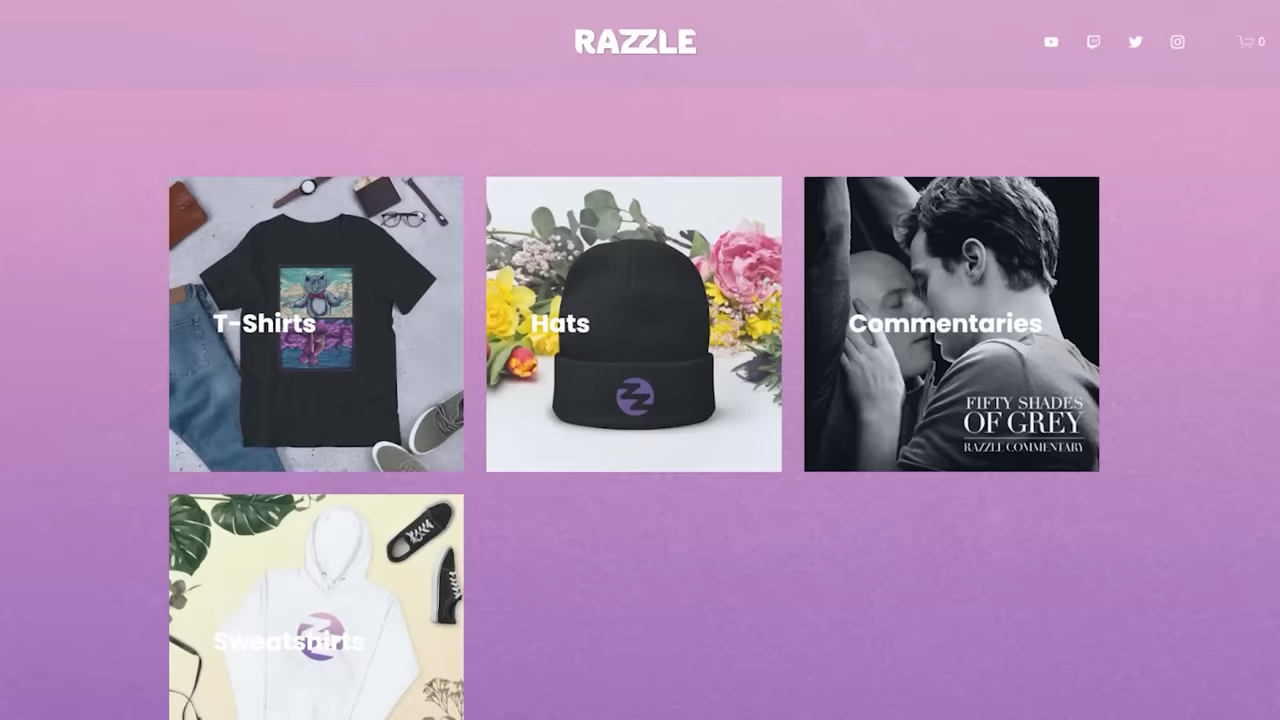 RAZZLE
0
T-Shirts
Hats
Commentaries
FIFTY SHADES
OF GREY
RAZZLE COMMENTARY
Sweatshirts